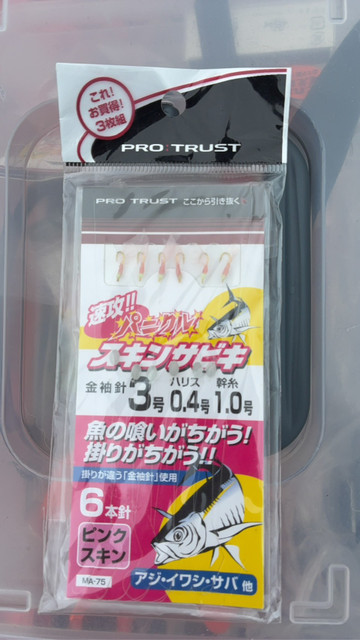 これ!
お買得!
3枚組
PRO TRUST
PRO TRUST ここから引き抜く
速攻!!
パニック!
スキンサビキ
金袖針 3号 ハリス 0.4号 幹糸 1.0号
魚の喰いがちがう!
掛りがちがう!!
掛りが違う「金袖針」使用
6本針
ピンク
スキン
MA-75
アジ・イワシ・サバ 他